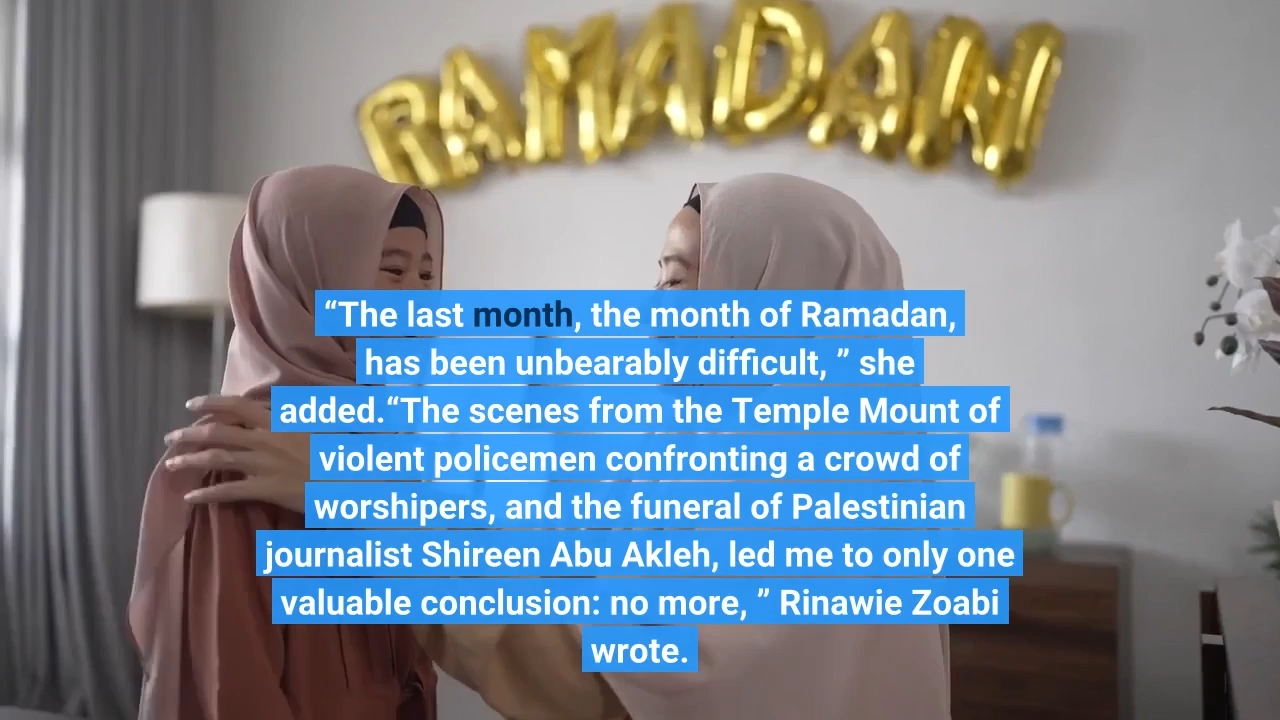 RAMADAN
“The last month, the month of Ramadan,
has been unbearably difficult, ” she
added.“The scenes from the Temple Mount of
violent policemen confronting a crowd of
worshipers, and the funeral of Palestinian
journalist Shireen Abu Akleh, led me to only one
valuable conclusion: no more, ” Rinawie Zoabi
wrote.